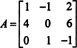 A = [ 1 -1 2
4 0 6
0 1 -1 ]